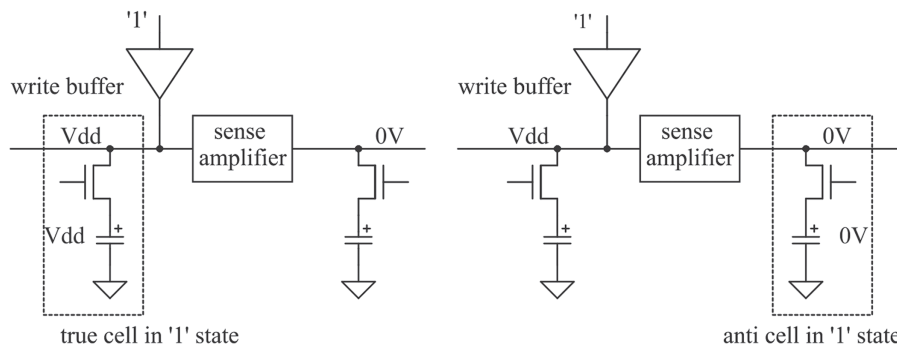 '1'
write buffer
Vdd
sense
amplifier
0V
Vdd
+
+
true cell in '1' state
'1'
write buffer
Vdd
sense
amplifier
0V
+
+
0V
anti cell in '1' state